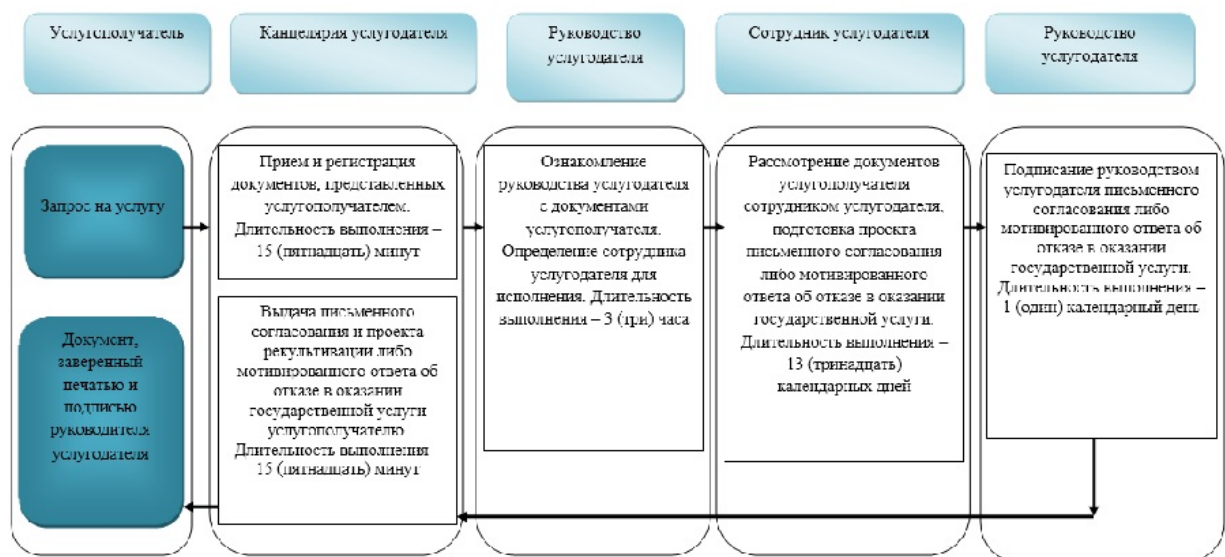 Услугополучатель
Канцелярия услугодателя
Руководство
услугодателя
Сотрудник услугодателя
Руководство
услугодателя
Запрос на услугу
Прием и регистрация
документов, представленных
услугополучателем.
Длительность выполнения –
15 (пятнадцать) минут
Ознакомление
руководства услугодателя
с документами
услугополучателя.
Определение сотрудника
услугодателя для
исполнения. Длительность
выполнения – 3 (три) часа
Рассмотрение документов
услугополучателя
сотрудником услугодателя,
подготовка проекта
письменного согласования
либо мотивированного
ответа об отказе в оказании
государственной услуги.
Длительность выполнения –
13 (тринадцать)
календарных дней
Подписание руководством
услугодателя письменного
согласования либо
мотивированного ответа об
отказе в оказании
государственной услуги.
Длительность выполнения –
1 (один) календарный день
Документ,
заверенный
печатью и
подписью
руководителя
услугодателя
Выдача письменного
согласования и проекта
рекультивации либо
мотивированного ответа об
отказе в оказании
государственной услуги
услугополучателю
Длительность выполнения
15 (пятнадцать) минут